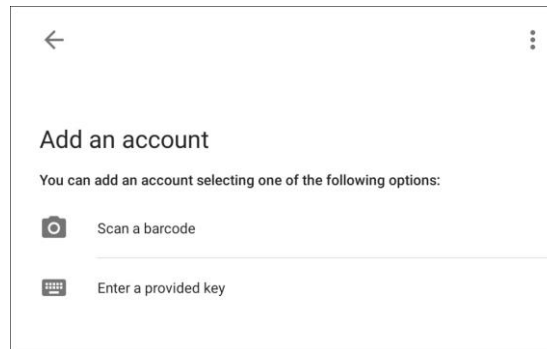 Add an account
You can add an account selecting one of the following options:
Scan a barcode
Enter a provided key